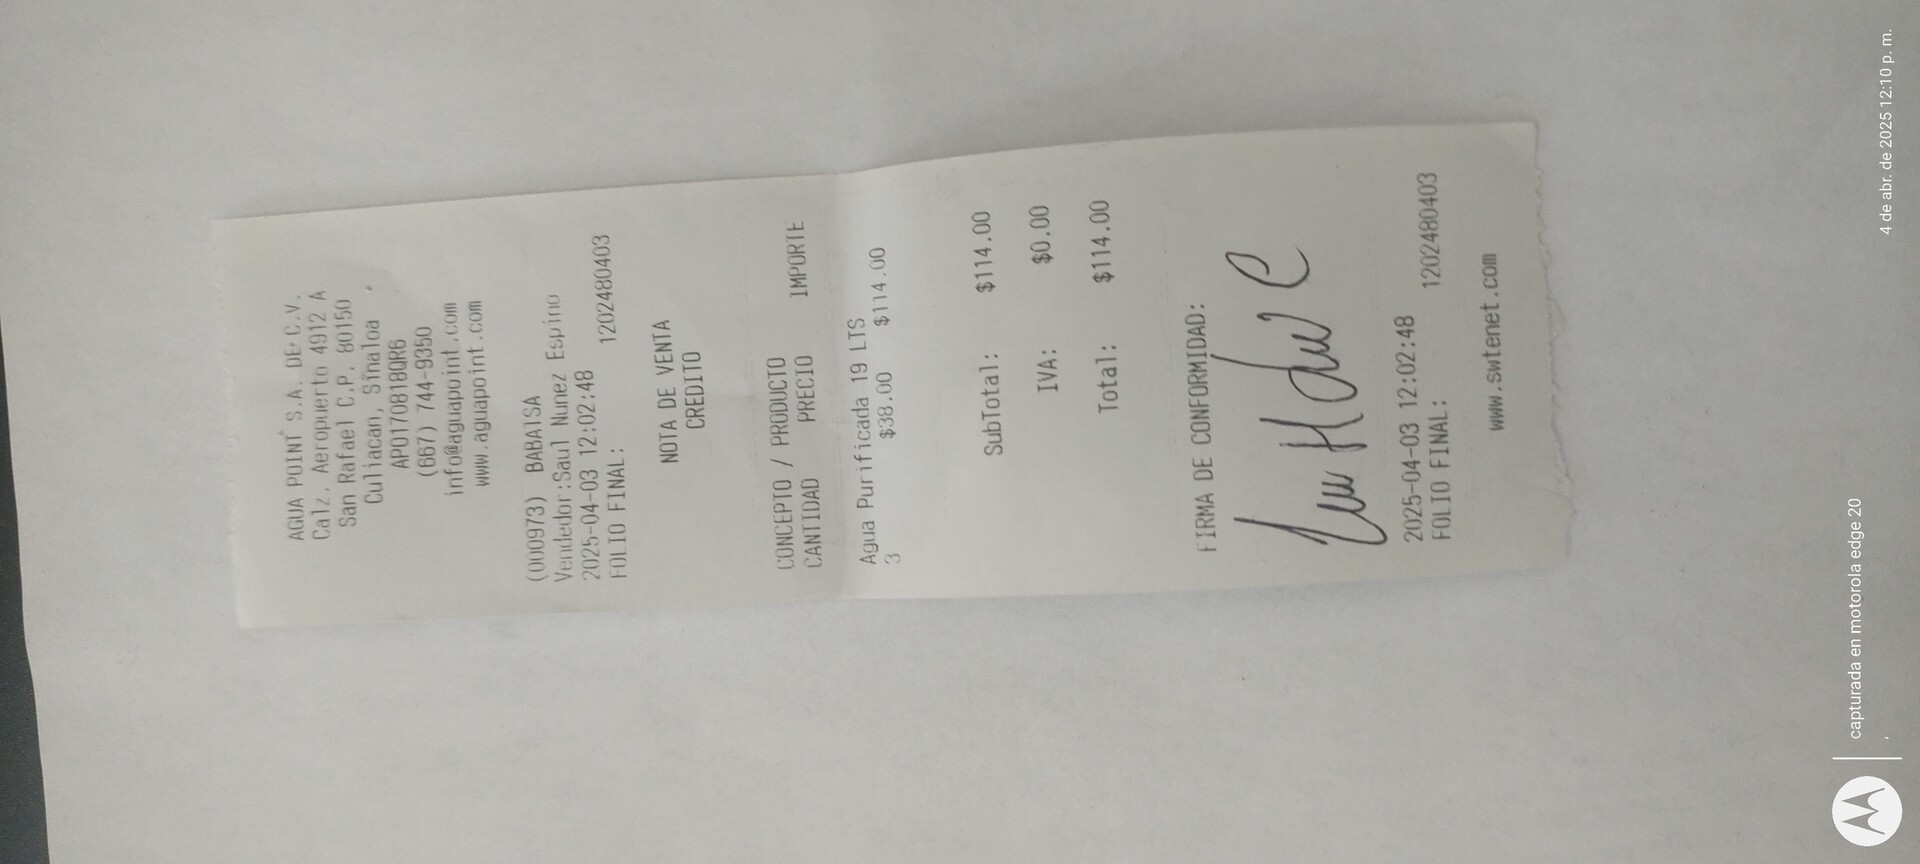 AGUA POINT S.A. DE C.V.
Calz. Aeropuerto 4912 A
San Rafael C.P. 80150
Culiacan, Sinaloa
APO170818QR6
(667) 744-9350
info@aguapoint.com
www.aguapoint.com
(000973) BABAISA
Vendedor:Saul Nunez Espino
2025-04-03 12:02:48
FOLIO FINAL: 1202480403
NOTA DE VENTA
CREDITO
CONCEPTO / PRODUCTO
CANTIDAD PRECIO IMPORTE
Agua Purificada 19 LTS
3 $38.00 $114.00
SubTotal: $114.00
IVA: $0.00
Total: $114.00
FIRMA DE CONFORMIDAD:
2025-04-03 12:02:48
FOLIO FINAL: 1202480403
www.swtenet.com
capturada en motorola edge 20
4 de abr. de 2025 12:10 p. m.